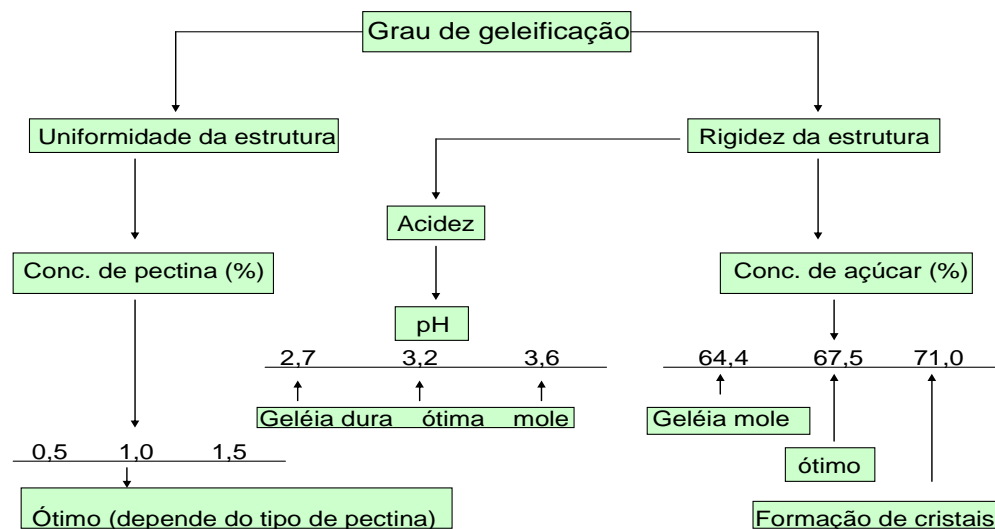 Grau de geleificação
Uniformidade da estrutura
Rigidez da estrutura
Acidez
Conc. de pectina (%)
Conc. de açúcar (%)
pH
2,7 3,2 3,6
64,4 67,5 71,0
Geléia dura ótima mole
Geléia mole
0,5 1,0 1,5
ótimo
Ótimo (depende do tipo de pectina)
Formação de cristais